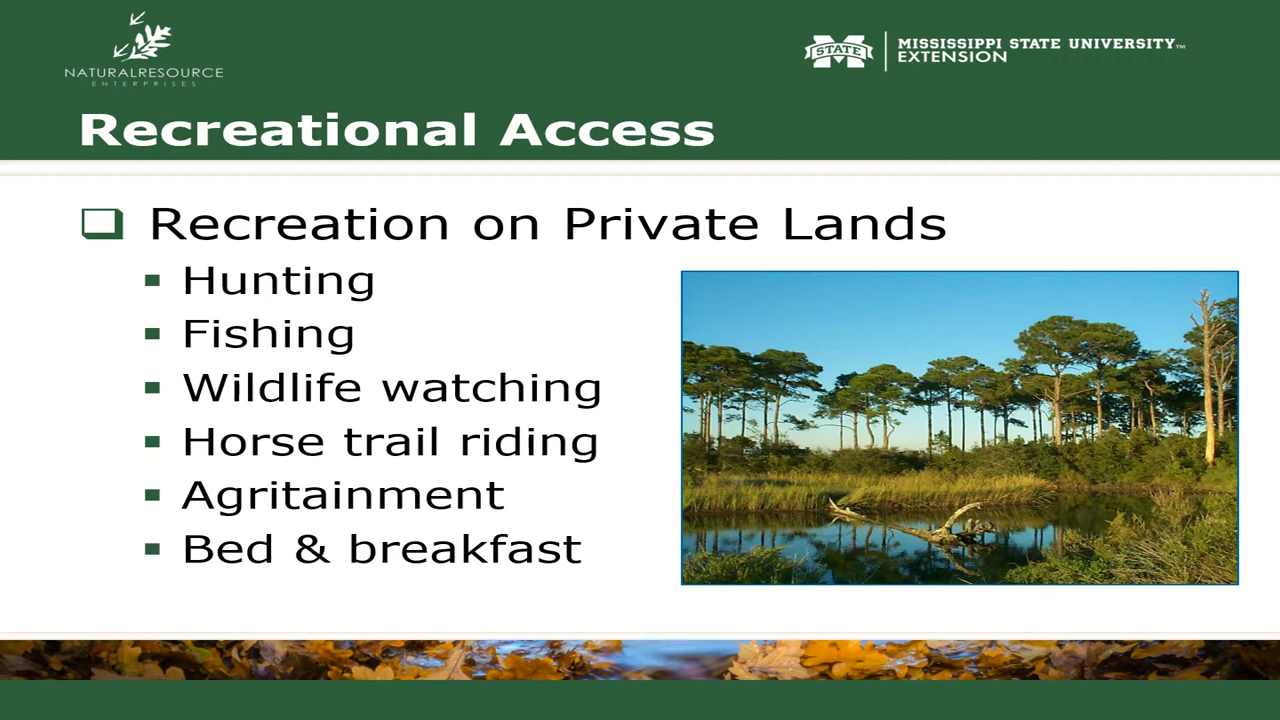 NATURALRESOURCE
ENTERPRISES
STATE
MISSISSIPPI STATE UNIVERSITY™
EXTENSION
Recreational Access
Recreation on Private Lands
Hunting
Fishing
Wildlife watching
Horse trail riding
Agritainment
Bed & breakfast